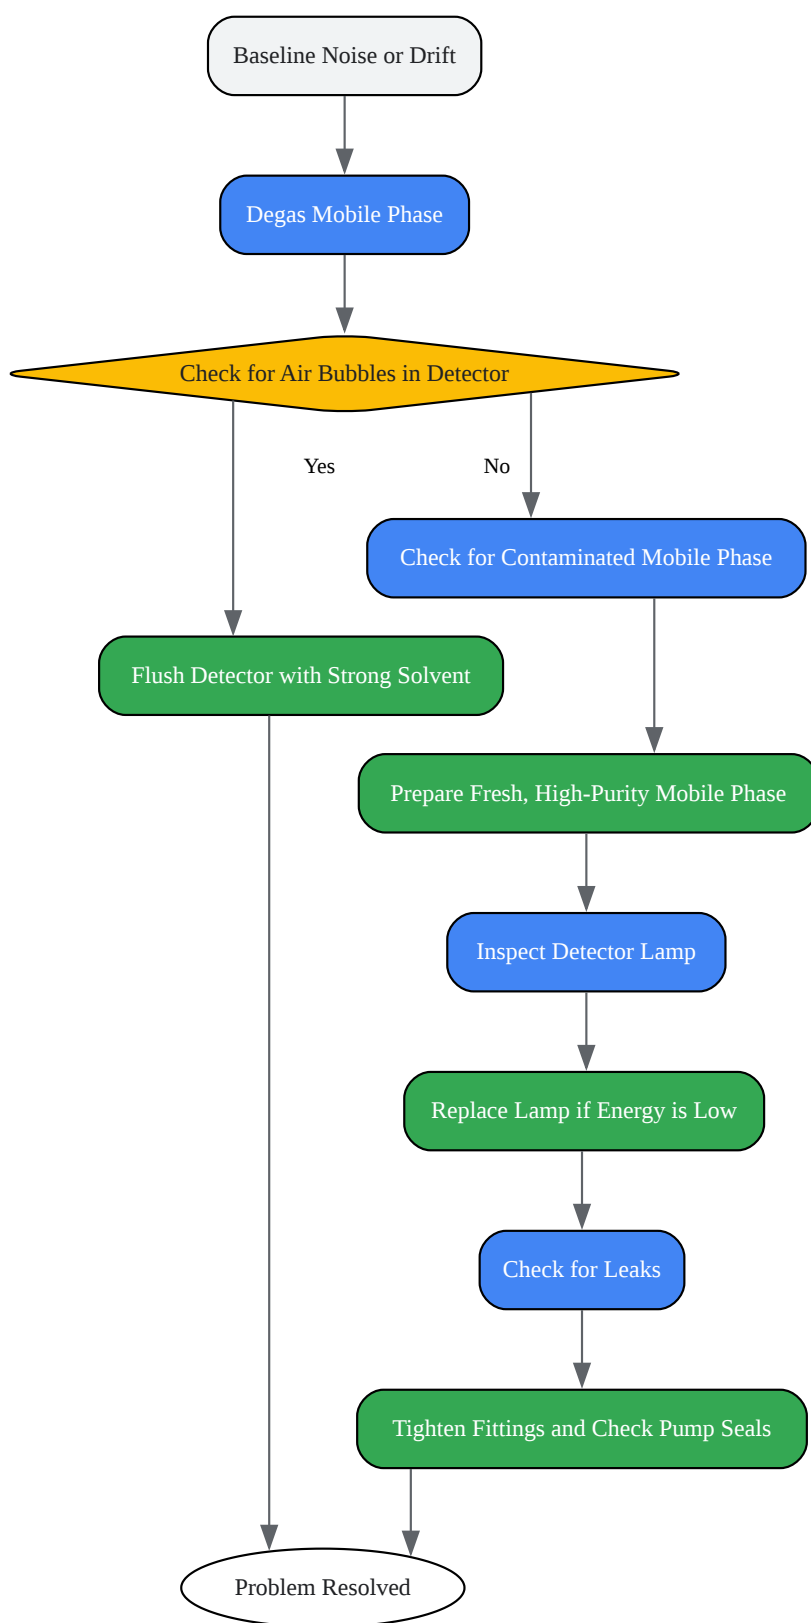 Baseline Noise or Drift
Degas Mobile Phase
Check for Air Bubbles in Detector
Yes
No
Check for Contaminated Mobile Phase
Flush Detector with Strong Solvent
Prepare Fresh, High-Purity Mobile Phase
Inspect Detector Lamp
Replace Lamp if Energy is Low
Check for Leaks
Tighten Fittings and Check Pump Seals
Problem Resolved